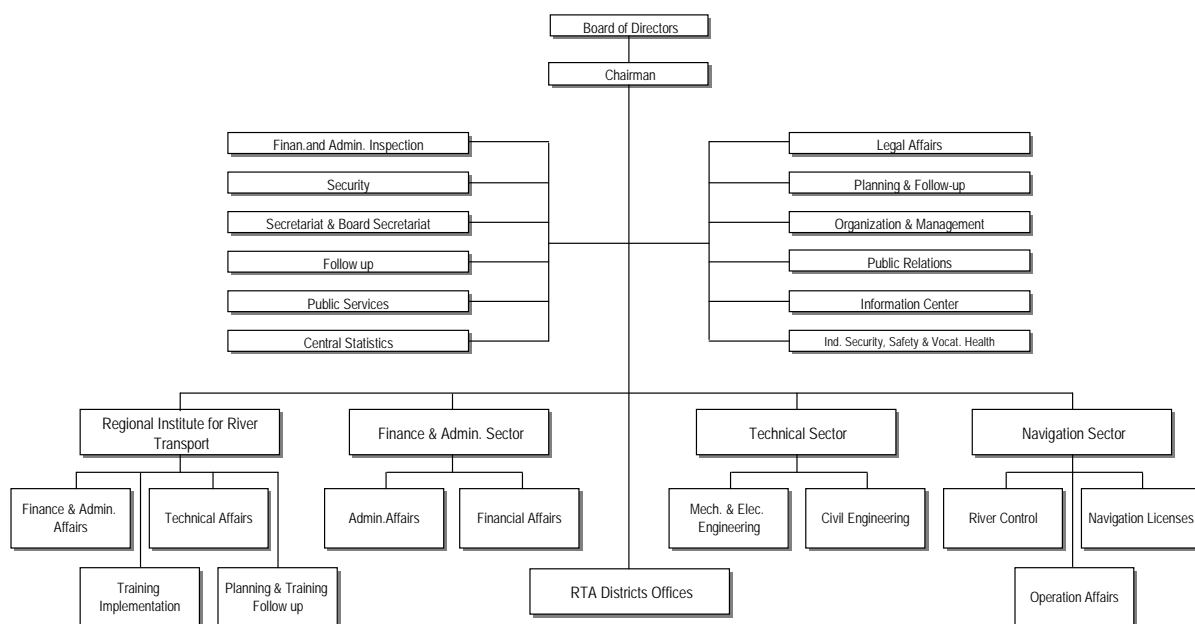 Board of Directors
Chairman
Finan.and Admin. Inspection
Security
Secretariat & Board Secretariat
Follow up
Public Services
Central Statistics
Legal Affairs
Planning & Follow-up
Organization & Management
Public Relations
Information Center
Ind. Security, Safety & Vocat. Health
Regional Institute for River
Transport
Finance & Admin. Sector
Technical Sector
Navigation Sector
Finance & Admin.
Affairs
Technical Affairs
Admin.Affairs
Financial Affairs
Mech. & Elec.
Engineering
Civil Engineering
River Control
Navigation Licenses
Training
Implementation
Planning & Training
Follow up
RTA Districts Offices
Operation Affairs